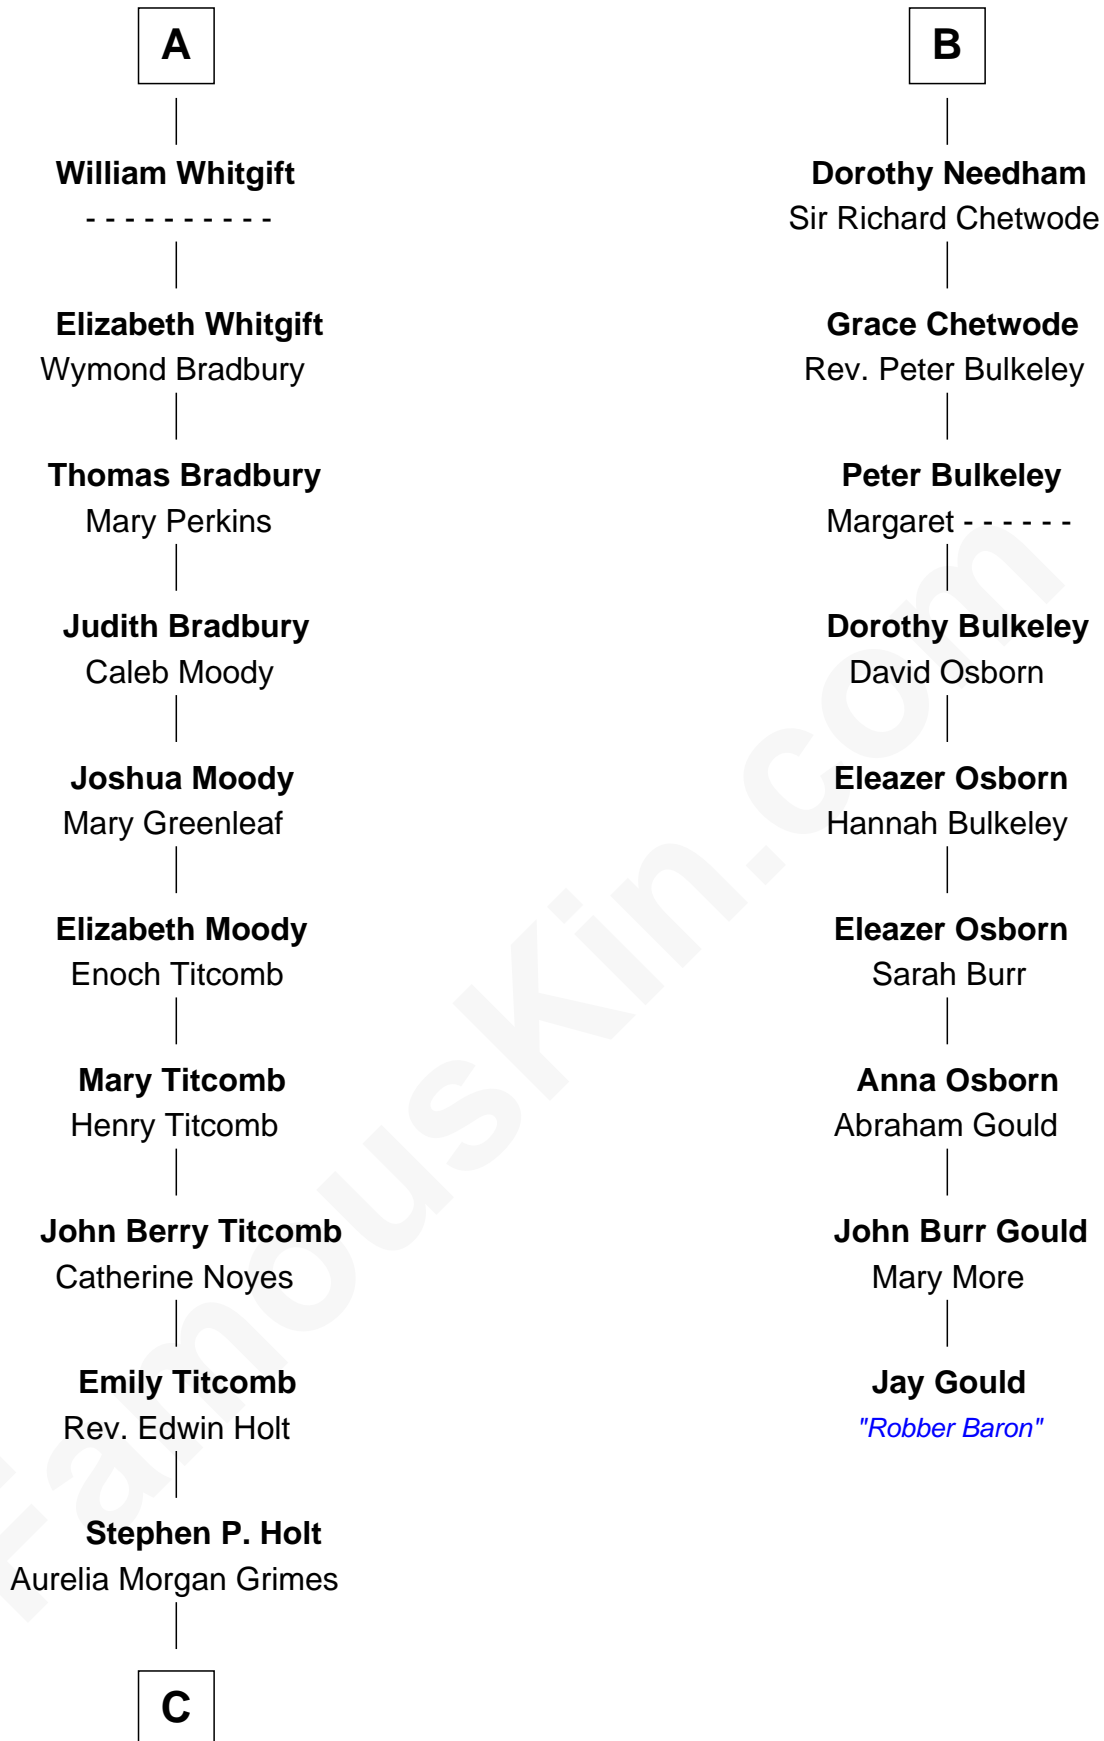 A
William Whitgift
- - - - - - - - - -
Elizabeth Whitgift
Wymond Bradbury
Thomas Bradbury
Mary Perkins
Judith Bradbury
Caleb Moody
Joshua Moody
Mary Greenleaf
Elizabeth Moody
Enoch Titcomb
Mary Titcomb
Henry Titcomb
John Berry Titcomb
Catherine Noyes
Emily Titcomb
Rev. Edwin Holt
Stephen P. Holt
Aurelia Morgan Grimes
C
B
Dorothy Needham
Sir Richard Chetwode
Grace Chetwode
Rev. Peter Bulkeley
Peter Bulkeley
Margaret - - - - - -
Dorothy Bulkeley
David Osborn
Eleazer Osborn
Hannah Bulkeley
Eleazer Osborn
Sarah Burr
Anna Osborn
Abraham Gould
John Burr Gould
Mary More
Jay Gould
"Robber Baron"
FamousKin.com